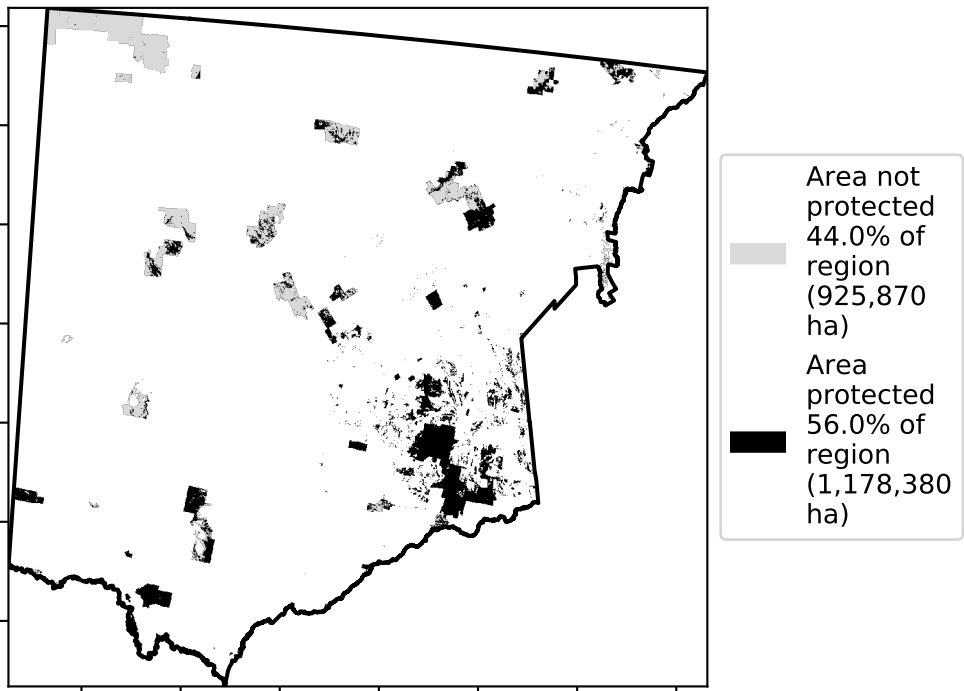 Area not
protected
44.0% of
region
(925,870
ha)
Area
protected
56.0% of
region
(1,178,380
ha)